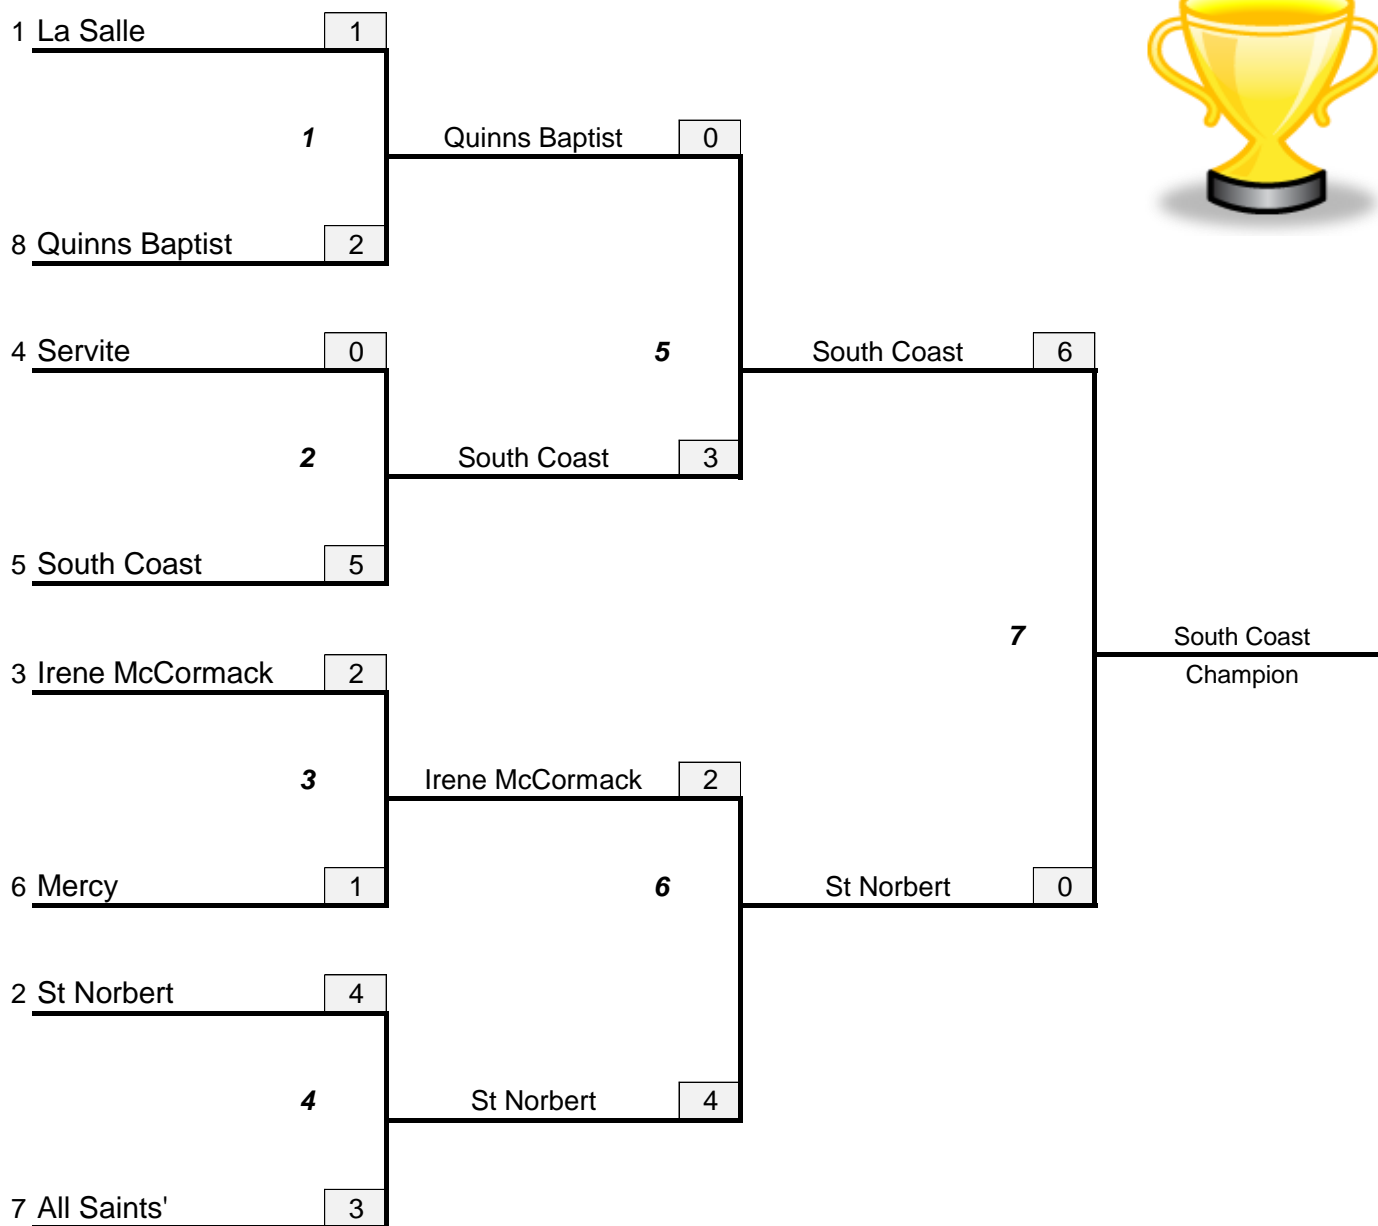 1 La Salle 1
1 Quinns Baptist 0
8 Quinns Baptist 2
4 Servite 0 5 South Coast 6
2 South Coast 3
5 South Coast 5
7 South Coast
3 Irene McCormack 2 Champion
3 Irene McCormack 2
6 Mercy 1 6 St Norbert 0
2 St Norbert 4
4 St Norbert 4
7 All Saints' 3